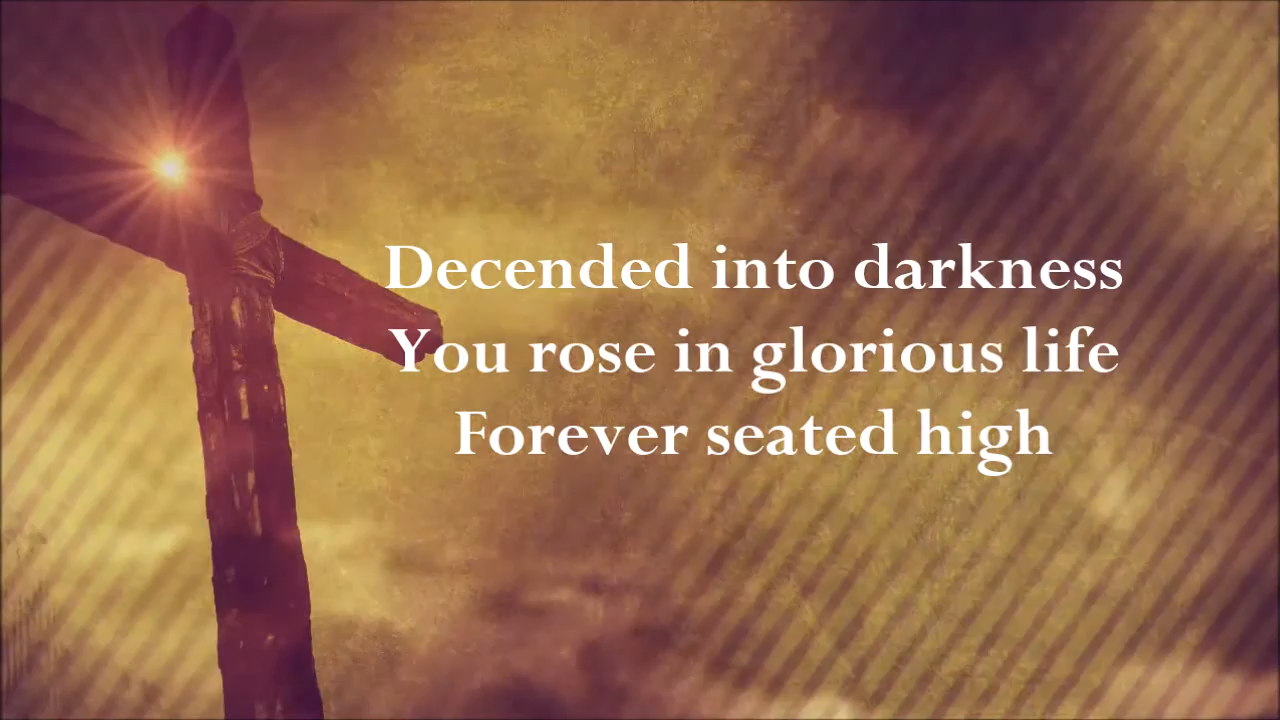 Decended into darkness
You rose in glorious life
Forever seated high